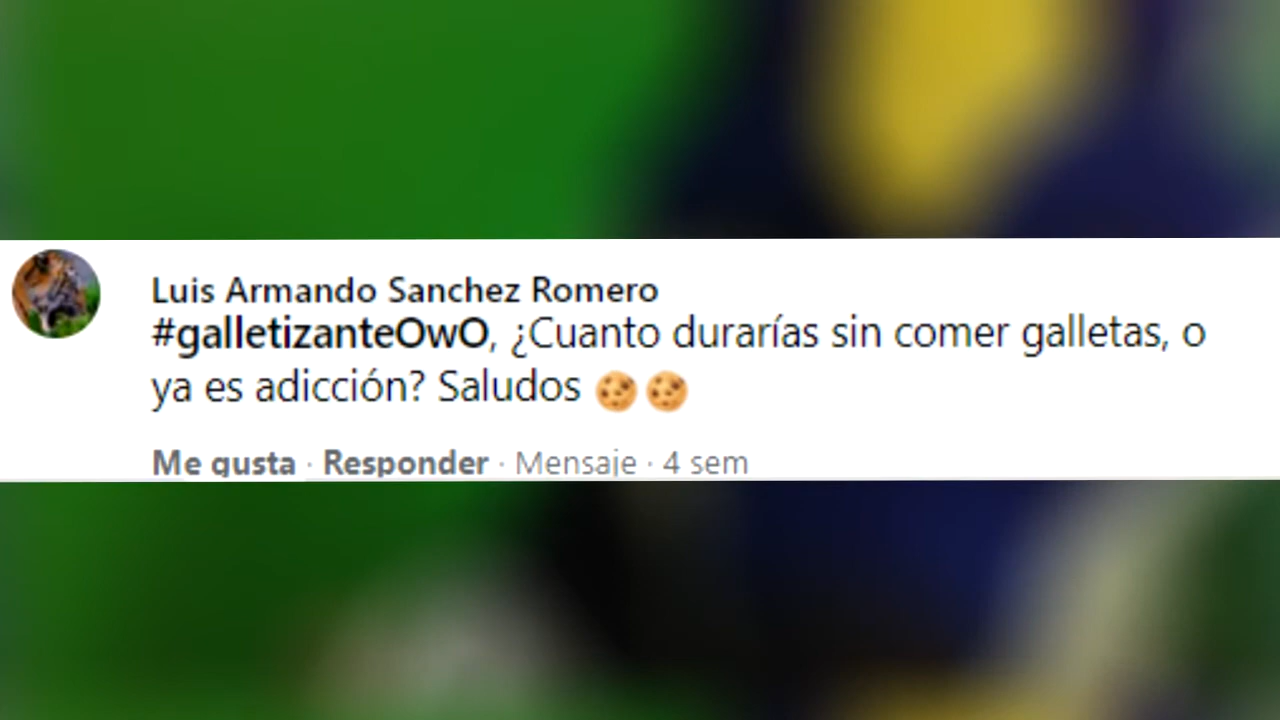 Luis Armando Sanchez Romero
#galletizanteOwO, ¿Cuanto durarías sin comer galletas, o
ya es adicción? Saludos 🍪🍪
Me gusta · Responder · Mensaje · 4 sem